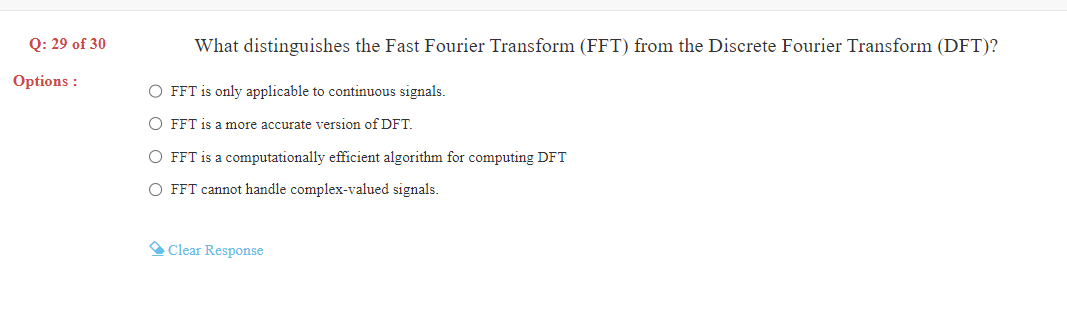 Q: 29 of 30
What distinguishes the Fast Fourier Transform (FFT) from the Discrete Fourier Transform (DFT)?
Options :
FFT is only applicable to continuous signals.
FFT is a more accurate version of DFT.
FFT is a computationally efficient algorithm for computing DFT
FFT cannot handle complex-valued signals.
Clear Response